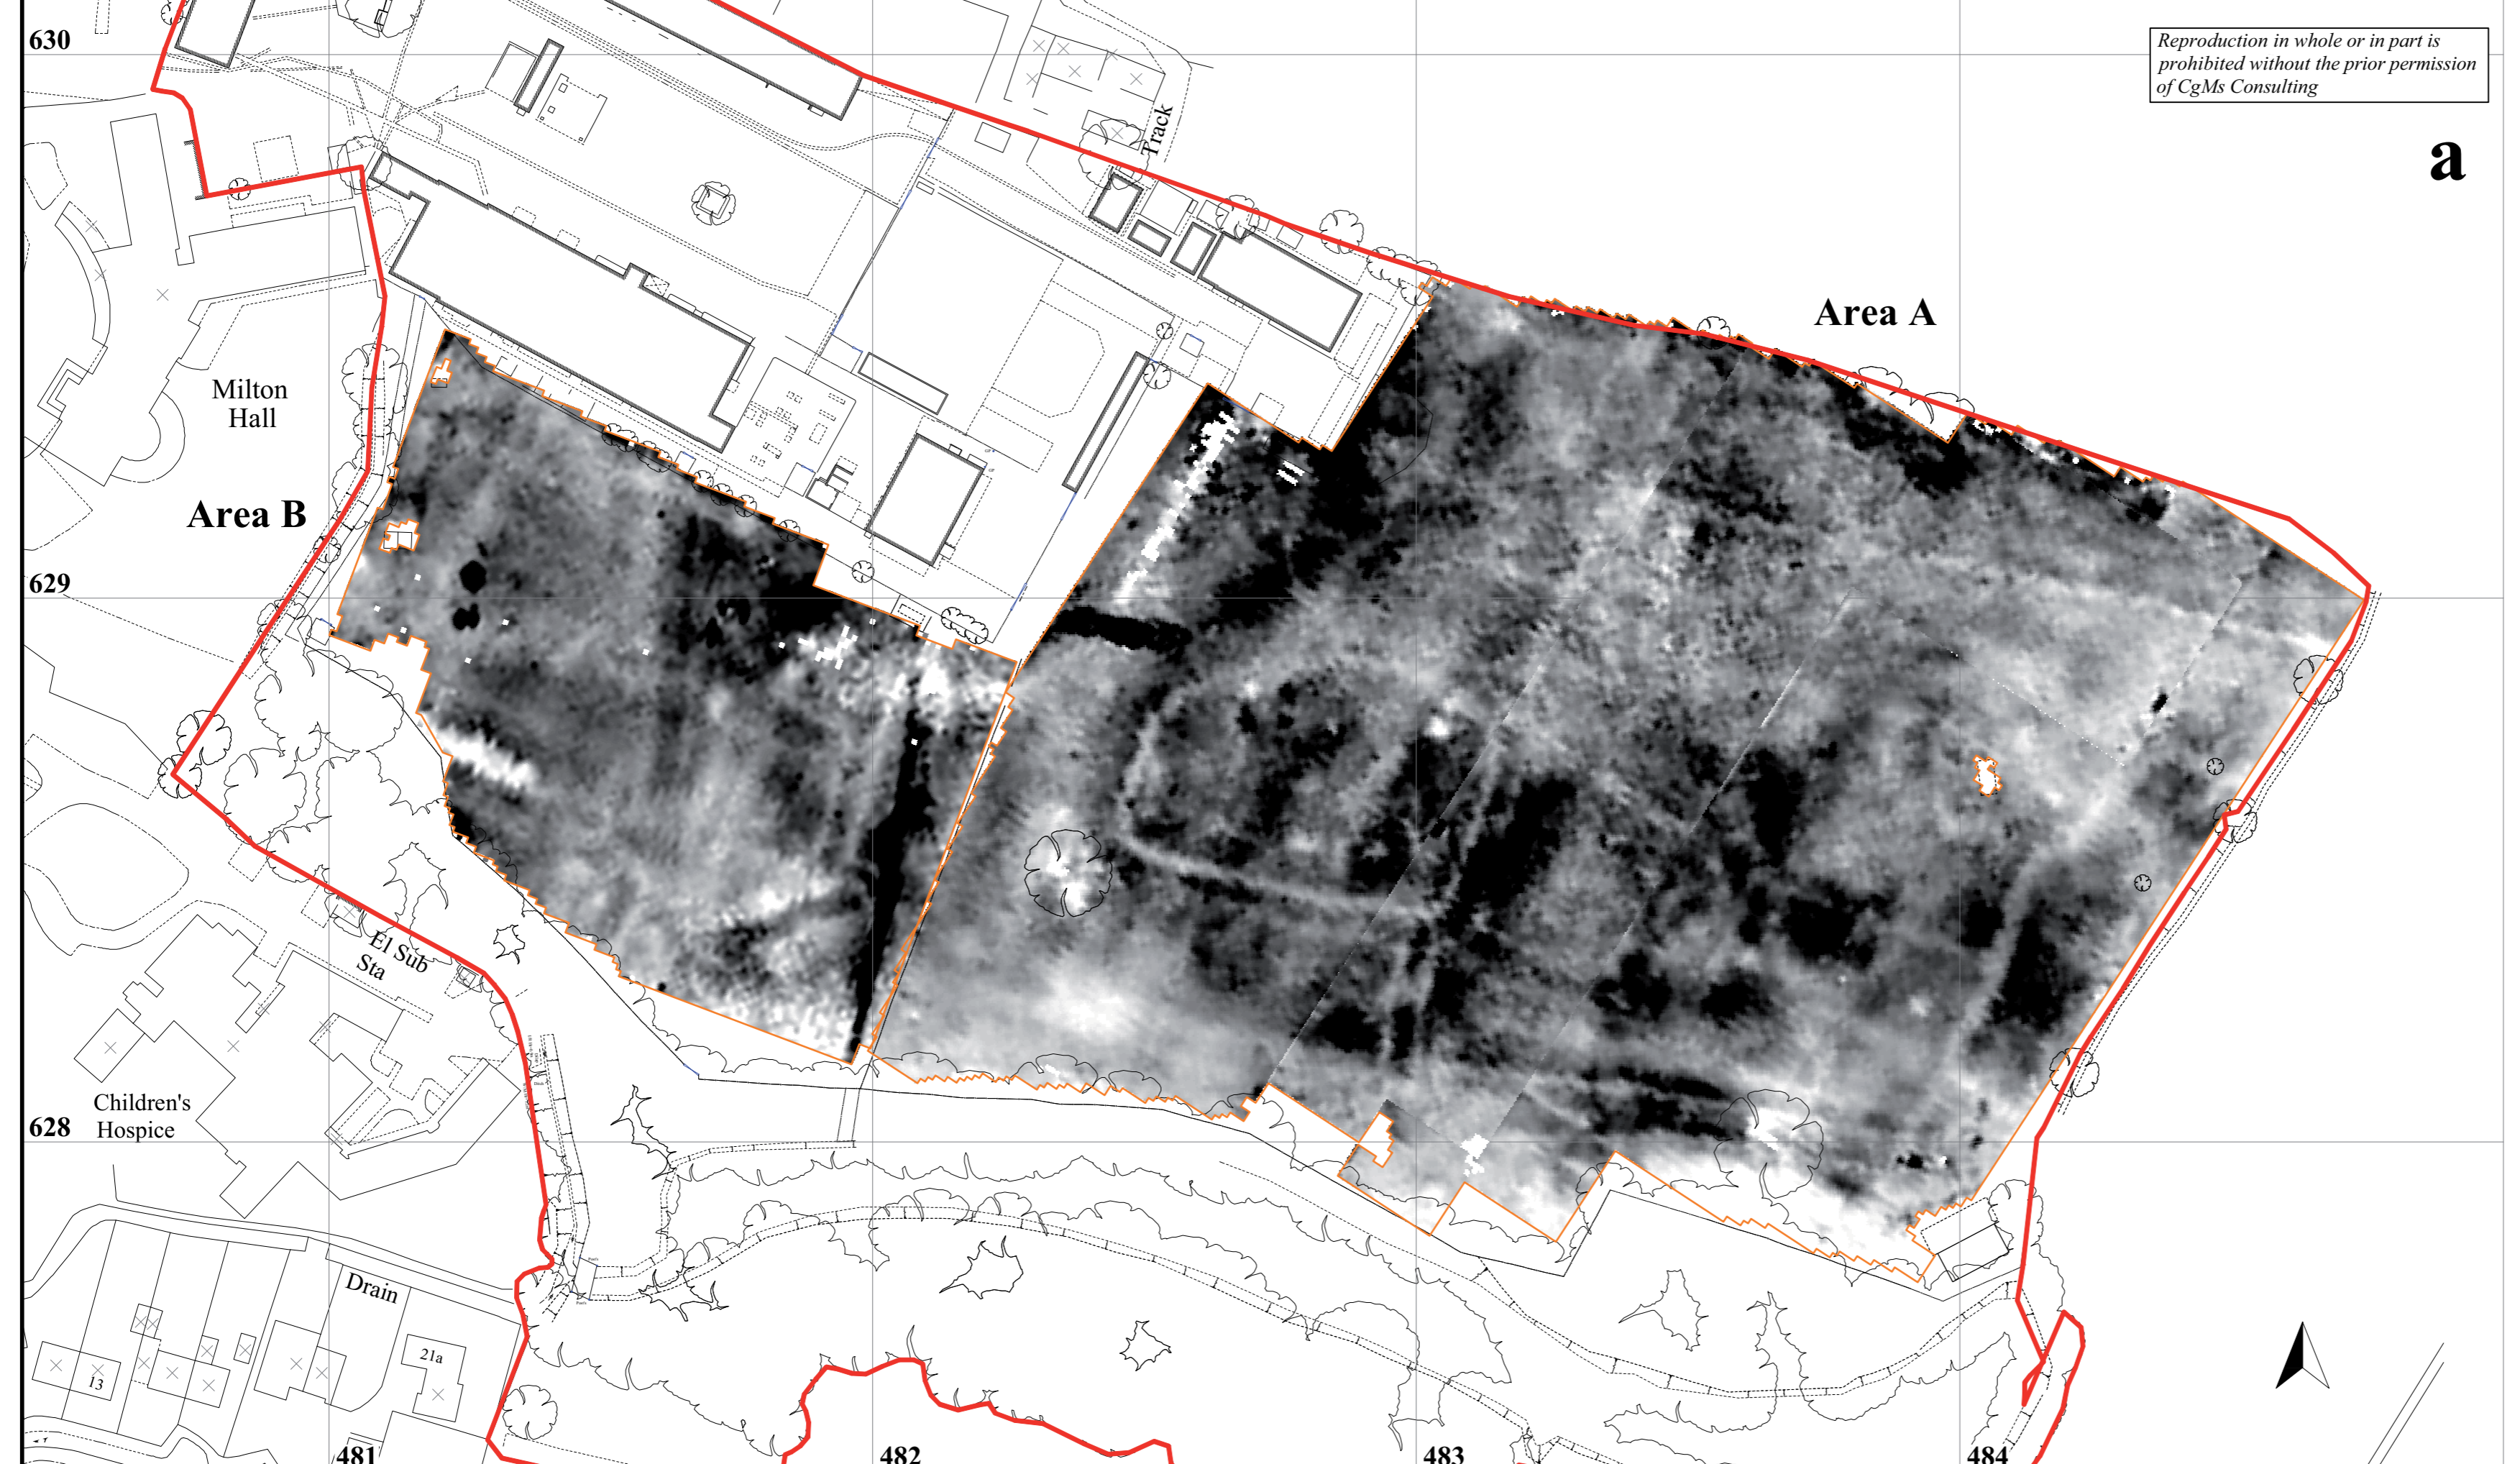 630
Reproduction in whole or in part is
prohibited without the prior permission
of CgMs Consulting
a
Track
Area A
Milton
Hall
Area B
629
El Sub
Sta
Children's
Hospice
628
Drain
21a
13
481
482
483
484